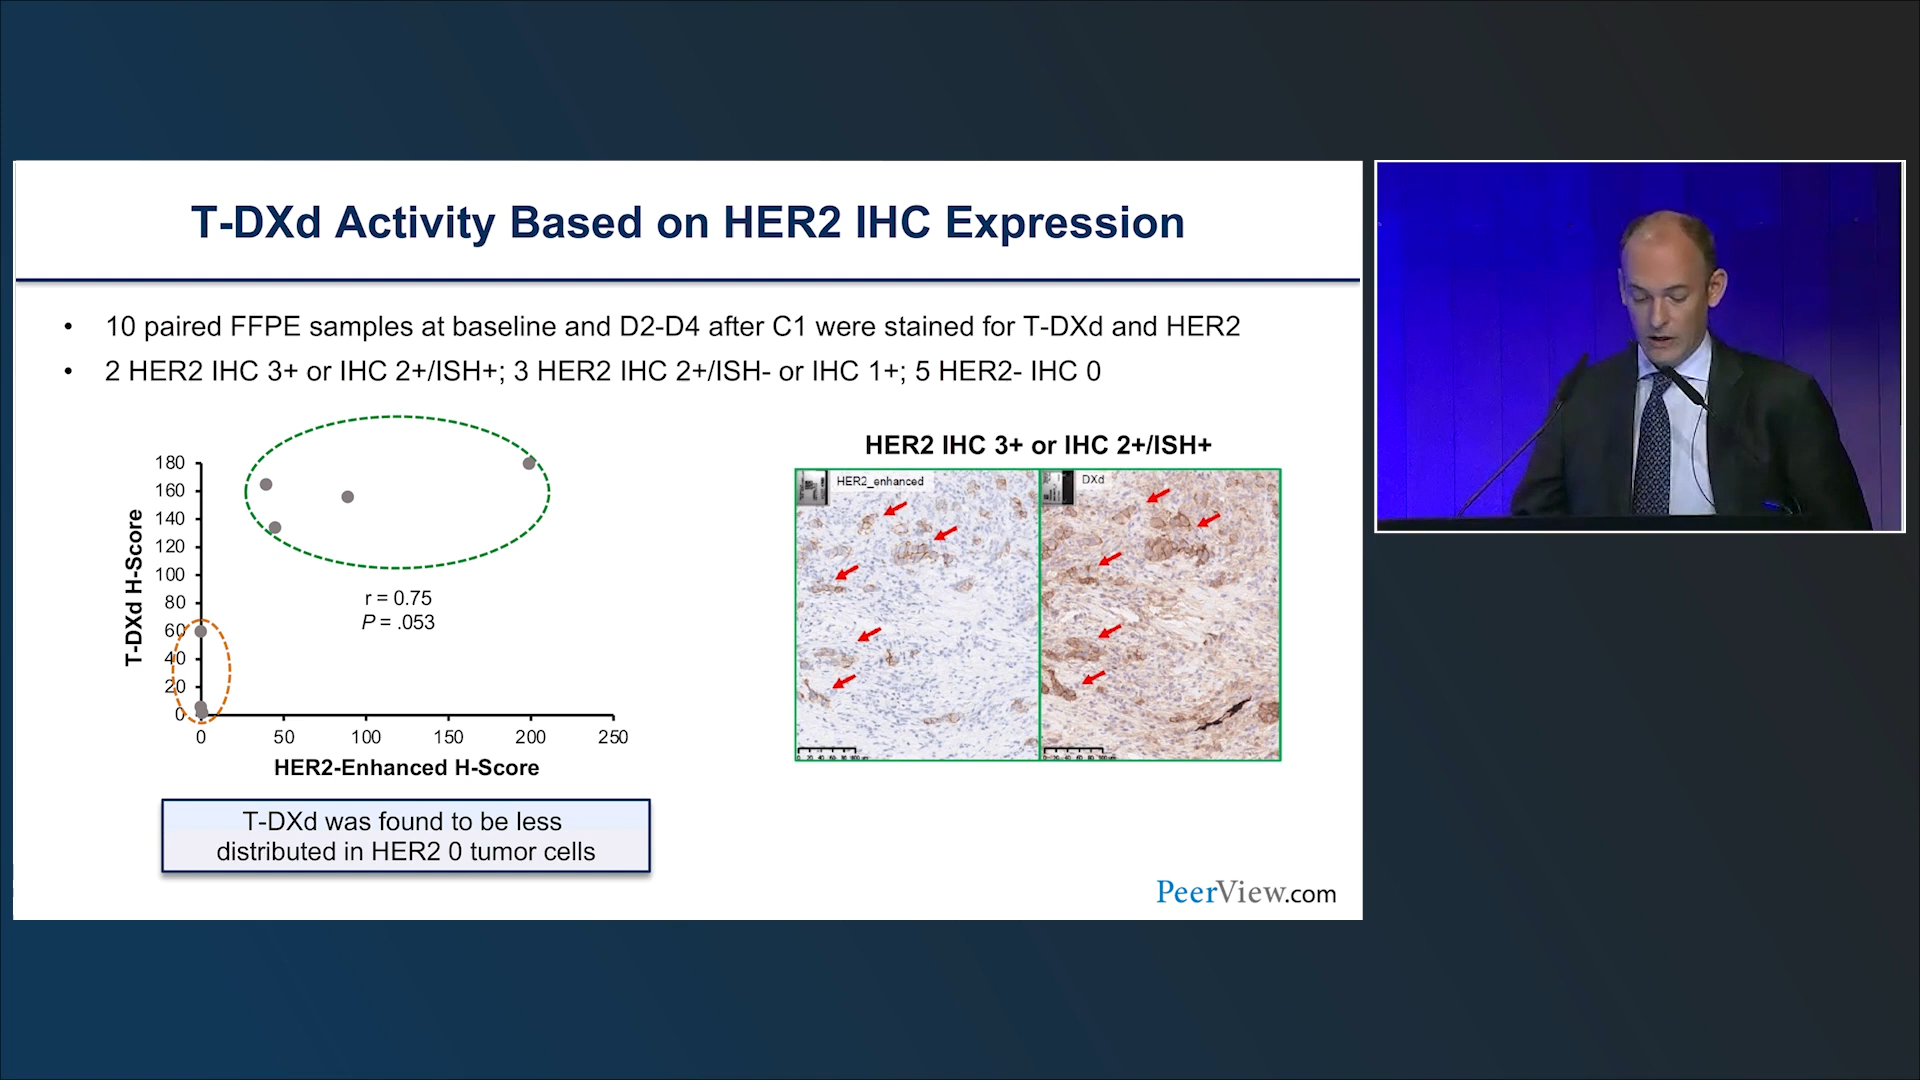 T-DXd Activity Based on HER2 IHC Expression
• 10 paired FFPE samples at baseline and D2-D4 after C1 were stained for T-DXd and HER2
• 2 HER2 IHC 3+ or IHC 2+/ISH+; 3 HER2 IHC 2+/ISH- or IHC 1+; 5 HER2- IHC 0
T-DXd H-Score
180
160
140
120
100
80
60
40
20
0
r = 0.75
P = .053
0 50 100 150 200 250
HER2-Enhanced H-Score
T-DXd was found to be less
distributed in HER2 0 tumor cells
HER2 IHC 3+ or IHC 2+/ISH+
HER2_enhanced
DXd
PeerView.com